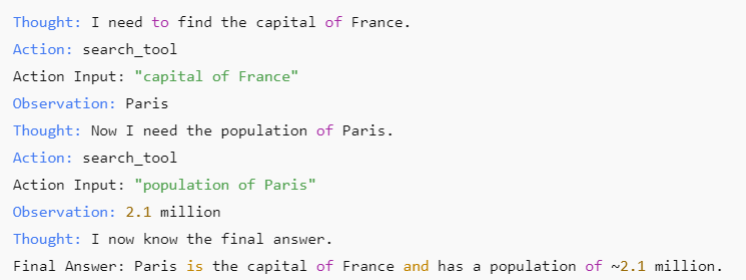 Thought: I need to find the capital of France.
Action: search_tool
Action Input: "capital of France"
Observation: Paris
Thought: Now I need the population of Paris.
Action: search_tool
Action Input: "population of Paris"
Observation: 2.1 million
Thought: I now know the final answer.
Final Answer: Paris is the capital of France and has a population of ~2.1 million.